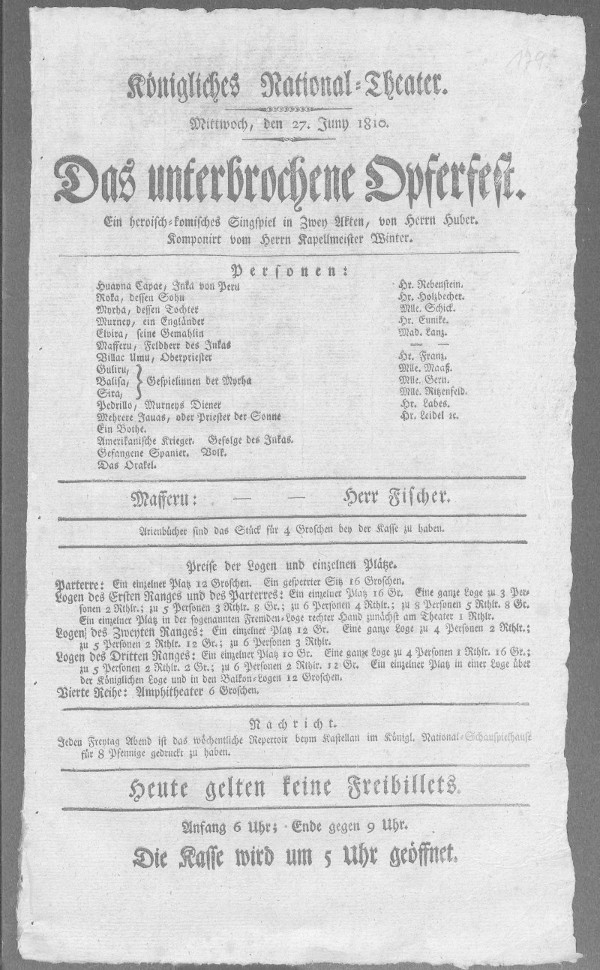 Königliches National-Theater.
Mittwoch, den 27. Juny 1810.
Das unterbrochene Opferfest.
Ein heroisch-komisches Singspiel in Zwey Akten, von Herrn Huber.
Komponirt vom Herrn Kapellmeister Winter.
Personen:
Huayna Capac, Inka von Peru Hr. Rebenstein.
Roka, dessen Sohn Hr. Holzbecher.
Myrha, dessen Tochter Mlle. Schick.
Murney, ein Engländer Hr. Eunike.
Elvira, seine Gemahlin Mad. Lanz.
Mafferu, Feldherr des Inkas — —
Villac Umu, Oberpriester Hr. Franz.
Guliru, Mlle. Maaß.
Balisa, Gespielinnen der Myrha Mlle. Gern.
Sira, Mlle. Ritzenfeld.
Pedrillo, Murneys Diener Hr. Labes.
Mehrere Jauas, oder Priester der Sonne Hr. Leidel ꝛc.
Ein Bothe.
Amerikanische Krieger. Gefolge des Inkas.
Gefangene Spanier. Volk.
Das Orakel.
Mafferu: — — Herr Fischer.
Arienbücher sind das Stück für 4 Groschen bey der Kasse zu haben.
Preise der Logen und einzelnen Plätze.
Parterre: Ein einzelner Platz 12 Groschen. Ein gesperrter Sitz 16 Groschen.
Logen des Ersten Ranges und des Parterres: Ein einzelner Platz 16 Gr. Eine ganze Loge zu 3 Per-
sonen 2 Rthlr.; zu 5 Personen 3 Rthlr. 8 Gr.; zu 6 Personen 4 Rthlr.; zu 8 Personen 5 Rthlr. 8 Gr.
Ein einzelner Platz in der sogenannten Fremden-Loge rechter Hand zunächst am Theater 1 Rthlr.
Logen des Zweyten Ranges: Ein einzelner Platz 12 Gr. Eine ganze Loge zu 4 Personen 2 Rthlr.;
zu 5 Personen 2 Rthlr. 12 Gr.; zu 6 Personen 3 Rthlr.
Logen des Dritten Ranges: Ein einzelner Platz 10 Gr. Eine ganze Loge zu 4 Personen 1 Rthlr. 16 Gr.;
zu 5 Personen 2 Rthlr. 2 Gr.; zu 6 Personen 2 Rthlr. 12 Gr. Ein einzelner Platz in einer Loge über
der Königlichen Loge und in den Balkon-Logen 12 Groschen.
Vierte Reihe: Amphitheater 6 Groschen.
Nachricht.
Jeden Freytag Abend ist das wöchentliche Repertoir beym Kastellan im Königl. National-Schauspielhause
für 8 Pfennige gedruckt zu haben.
Heute gelten keine Freibillets.
Anfang 6 Uhr; Ende gegen 9 Uhr.
Die Kasse wird um 5 Uhr geöffnet.